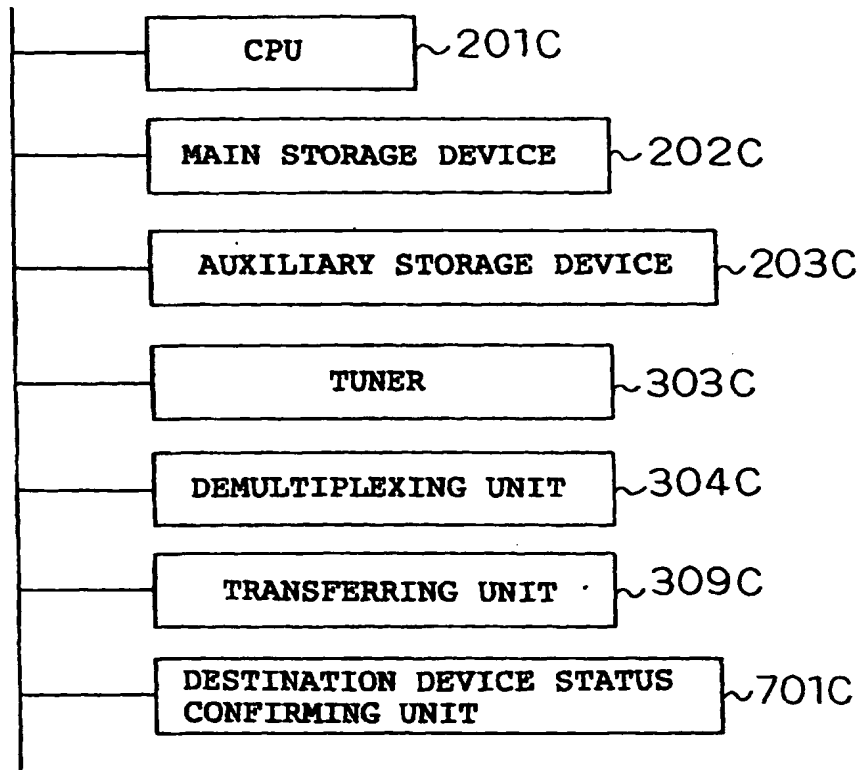 CPU 201C
MAIN STORAGE DEVICE 202C
AUXILIARY STORAGE DEVICE 203C
TUNER 303C
DEMULTIPLEXING UNIT 304C
TRANSFERRING UNIT 309C
DESTINATION DEVICE STATUS
CONFIRMING UNIT 701C